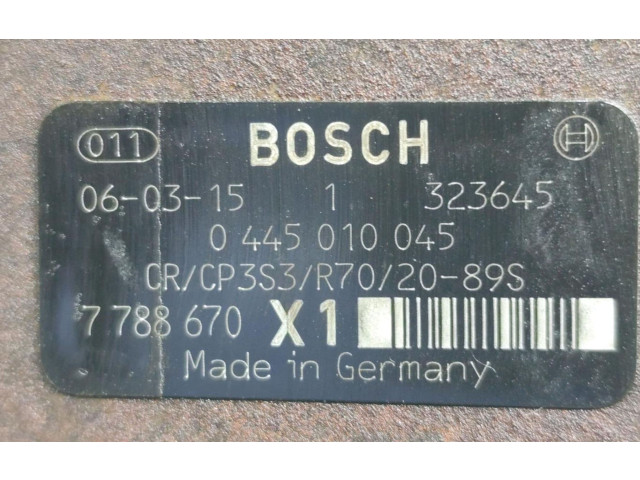 011 BOSCH
06-03-15 1 323645
0 445 010 045
CR/CP3S3/R70/20-89S
7 788 670 X1
Made in Germany